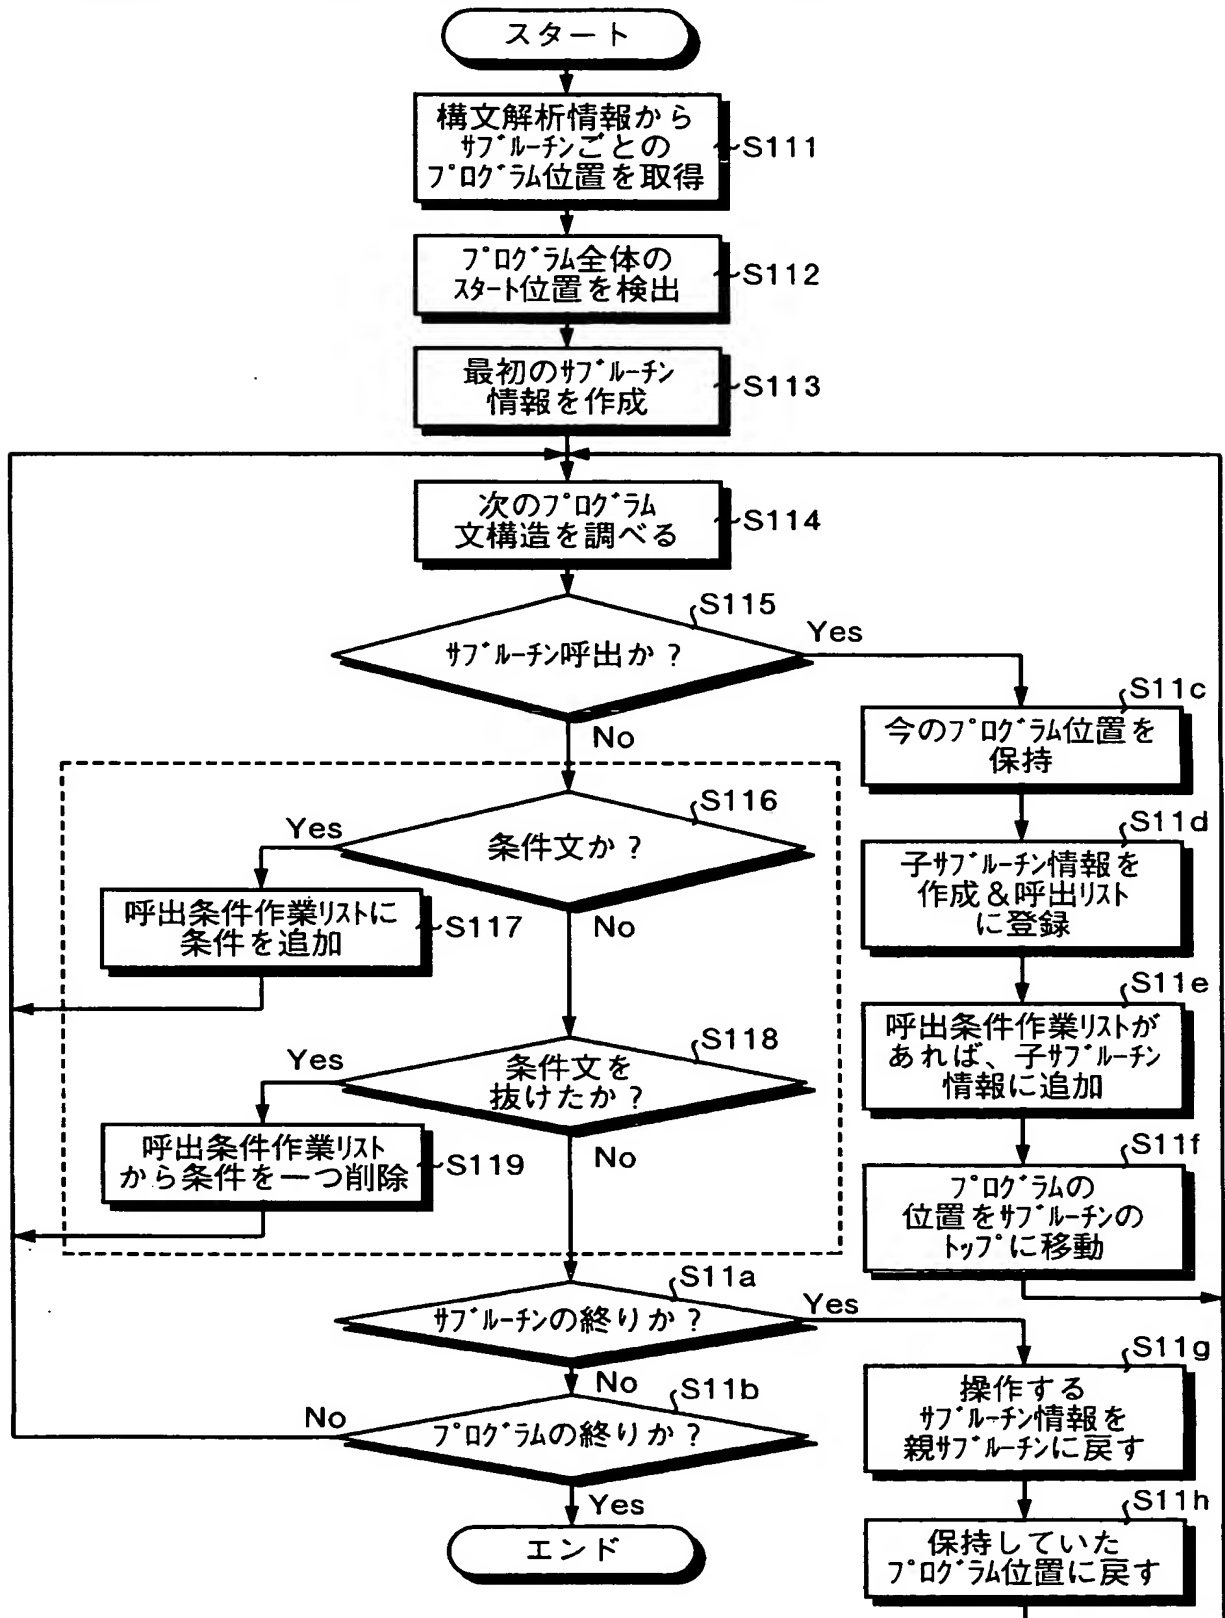 スタート
構文解析情報から
サブルーチンごとの
プログラム位置を取得
S111
プログラム全体の
スタート位置を検出
S112
最初のサブルーチン
情報を作成
S113
次のプログラム
文構造を調べる
S114
S115
サブルーチン呼出か?
Yes
No
S11c
今のプログラム位置を
保持
S11d
子サブルーチン情報を
作成&呼出リスト
に登録
S11e
呼出条件作業リストが
あれば、子サブルーチン
情報に追加
S11f
プログラムの
位置をサブルーチンの
トップに移動
S116
条件文か?
Yes
No
呼出条件作業リストに
条件を追加
S117
S118
条件文を
抜けたか?
Yes
No
呼出条件作業リスト
から条件を一つ削除
S119
S11a
サブルーチンの終りか?
Yes
No
S11g
操作する
サブルーチン情報を
親サブルーチンに戻す
S11h
保持していた
プログラム位置に戻す
S11b
プログラムの終りか?
No
Yes
エンド